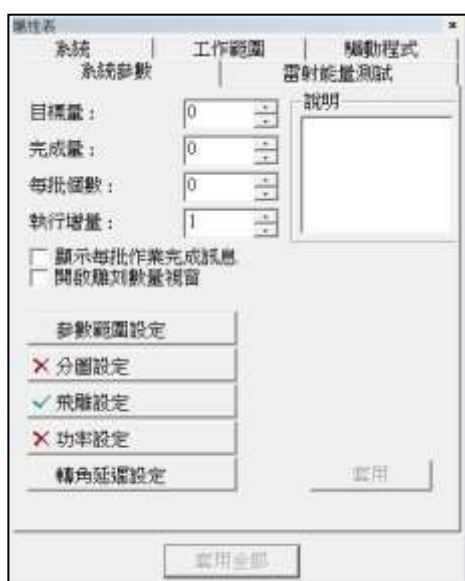 屬性表
系統 工作範圍 驅動程式
系統參數 雷射能量測試
目標量： 0
說明
完成量： 0
每批個數： 0
執行增量： 1
顯示每批作業完成訊息
開啟雕刻數量視窗
參數範圍設定
分圖設定
飛雕設定
功率設定
轉角延遲設定
套用
套用全部